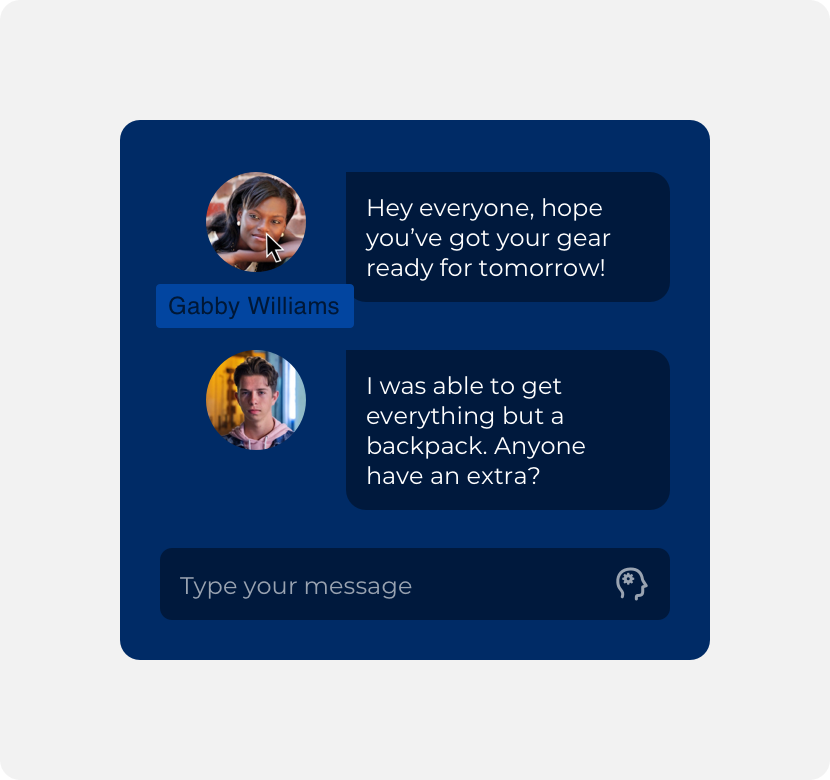 Hey everyone, hope
you’ve got your gear
ready for tomorrow!
Gabby Williams
I was able to get
everything but a
backpack. Anyone
have an extra?
Type your message